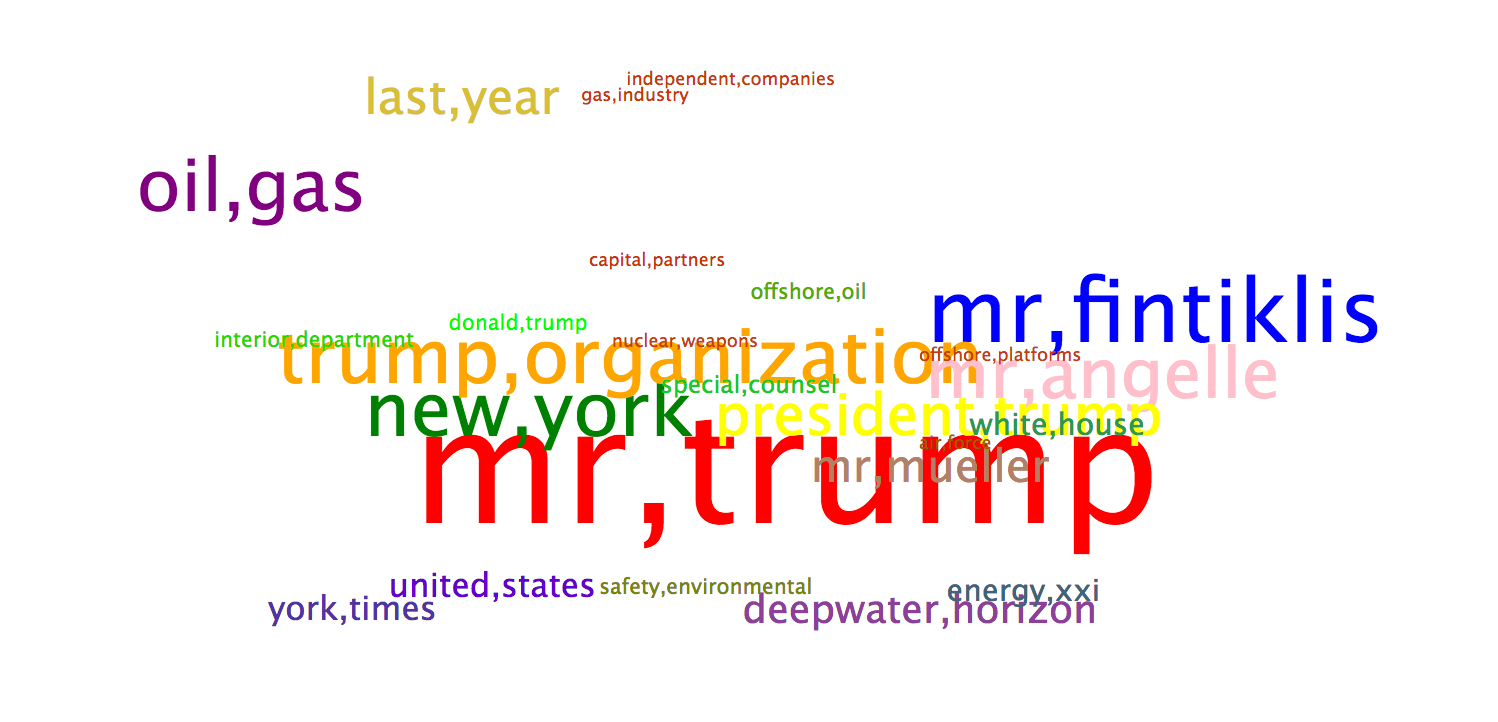 independent,companies
last,year
gas,industry
oil,gas
capital,partners
offshore,oil
mr,fintiklis
donald,trump
interior,department
nuclear,weapons
trump,organization
offshore,platforms
mr,angelle
special,counsel
new,york
president,trump
white,house
air,force
mr,mueller
mr,trump
united,states
safety,environmental
energy,xxi
york,times
deepwater,horizon